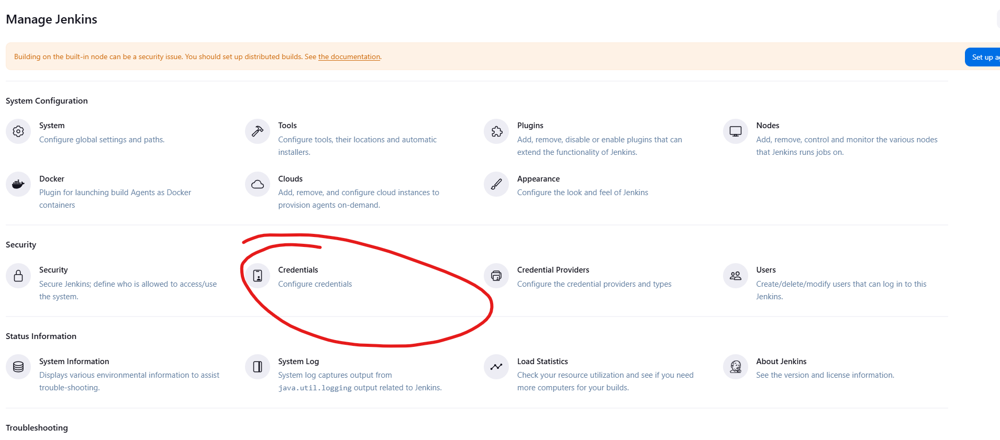 Manage Jenkins
Building on the built-in node can be a security issue. You should set up distributed builds. See the documentation.
Set up
System Configuration
System
Configure global settings and paths.
Tools
Configure tools, their locations and automatic
installers.
Plugins
Add, remove, disable or enable plugins that can
extend the functionality of Jenkins.
Nodes
Add, remove, control and monitor the various nodes
that Jenkins runs jobs on.
Docker
Plugin for launching build Agents as Docker
containers
Clouds
Add, remove, and configure cloud instances to
provision agents on-demand.
Appearance
Configure the look and feel of Jenkins
Security
Security
Secure Jenkins; define who is allowed to access/use
the system.
Credentials
Configure credentials
Credential Providers
Configure the credential providers and types
Users
Create/delete/modify users that can log in to this
Jenkins.
Status Information
System Information
Displays various environmental information to assist
trouble-shooting.
System Log
System log captures output from
java.util.logging output related to Jenkins.
Load Statistics
Check your resource utilization and see if you need
more computers for your builds.
About Jenkins
See the version and license information.
Troubleshooting